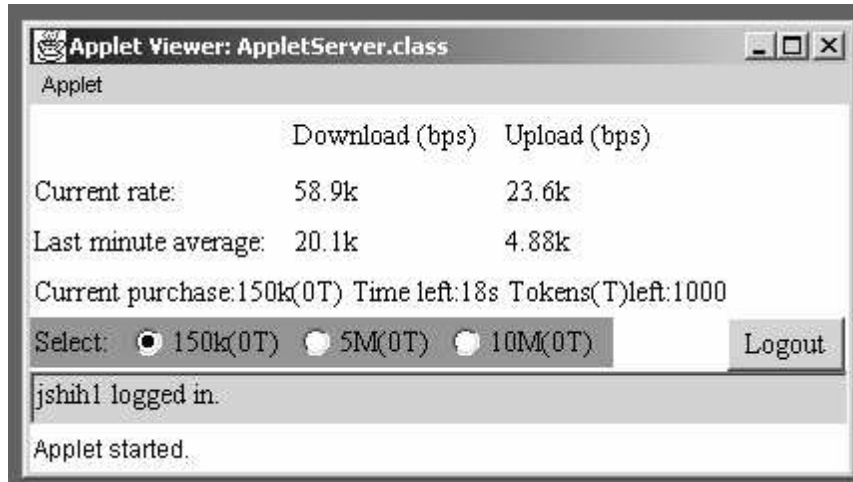 Applet Viewer: AppletServer.class
Applet
Download (bps) Upload (bps)
Current rate: 58.9k 23.6k
Last minute average: 20.1k 4.88k
Current purchase:150k(0T) Time left:18s Tokens(T)left:1000
Select: 150k(0T) 5M(0T) 10M(0T) Logout
jshih1 logged in.
Applet started.